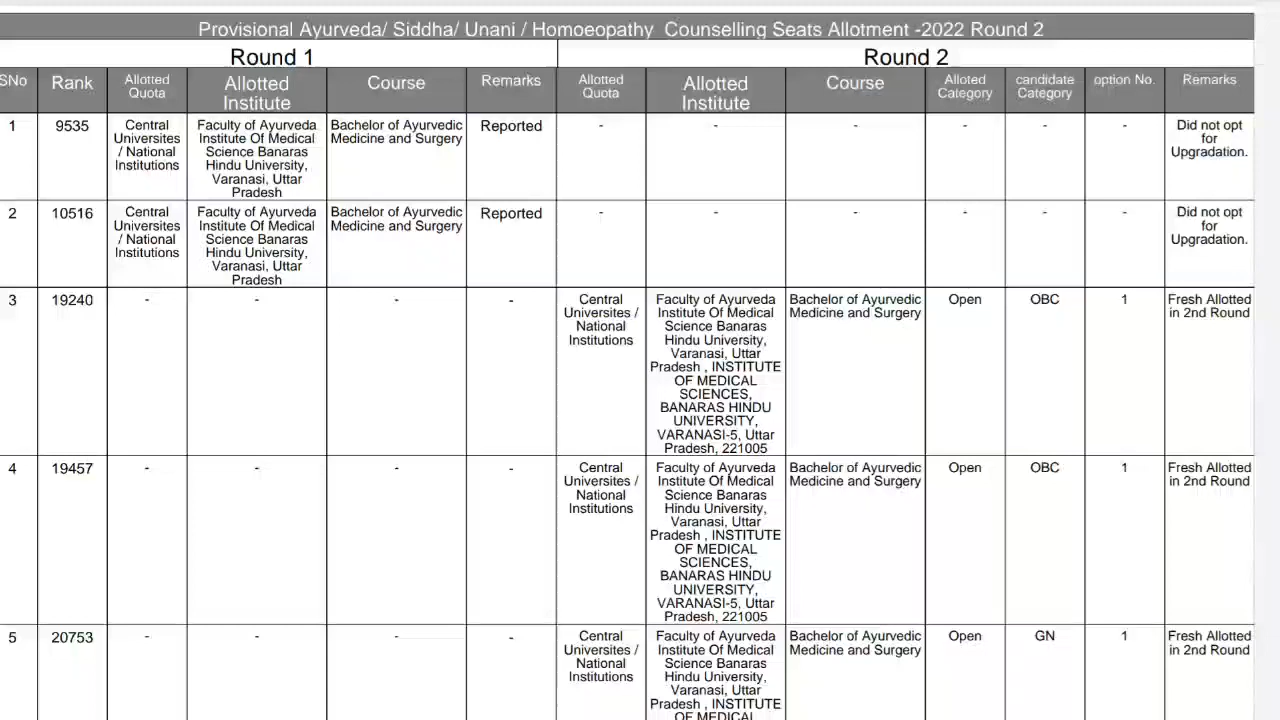 Provisional Ayurveda/ Siddha/ Unani / Homoeopathy Counselling Seats Allotment -2022 Round 2
Round 1
Round 2
SNo
Rank
Allotted
Quota
Allotted
Institute
Course
Remarks
Allotted
Quota
Allotted
Institute
Course
Alloted
Category
candidate
Category
option No.
Remarks
1
9535
Central
Universites
/ National
Institutions
Faculty of Ayurveda
Institute Of Medical
Science Banaras
Hindu University,
Varanasi, Uttar
Pradesh
Bachelor of Ayurvedic
Medicine and Surgery
Reported
-
-
-
-
-
-
Did not opt
for
Upgradation.
2
10516
Central
Universites
/ National
Institutions
Faculty of Ayurveda
Institute Of Medical
Science Banaras
Hindu University,
Varanasi, Uttar
Pradesh
Bachelor of Ayurvedic
Medicine and Surgery
Reported
-
-
-
-
-
-
Did not opt
for
Upgradation.
3
19240
-
-
-
-
Central
Universites /
National
Institutions
Faculty of Ayurveda
Institute Of Medical
Science Banaras
Hindu University,
Varanasi, Uttar
Pradesh , INSTITUTE
OF MEDICAL
SCIENCES,
BANARAS HINDU
UNIVERSITY,
VARANASI-5, Uttar
Pradesh, 221005
Bachelor of Ayurvedic
Medicine and Surgery
Open
OBC
1
Fresh Allotted
in 2nd Round
4
19457
-
-
-
-
Central
Universites /
National
Institutions
Faculty of Ayurveda
Institute Of Medical
Science Banaras
Hindu University,
Varanasi, Uttar
Pradesh , INSTITUTE
OF MEDICAL
SCIENCES,
BANARAS HINDU
UNIVERSITY,
VARANASI-5, Uttar
Pradesh, 221005
Bachelor of Ayurvedic
Medicine and Surgery
Open
OBC
1
Fresh Allotted
in 2nd Round
5
20753
-
-
-
-
Central
Universites /
National
Institutions
Faculty of Ayurveda
Institute Of Medical
Science Banaras
Hindu University,
Varanasi, Uttar
Pradesh , INSTITUTE
OF MEDICAL
Bachelor of Ayurvedic
Medicine and Surgery
Open
GN
1
Fresh Allotted
in 2nd Round